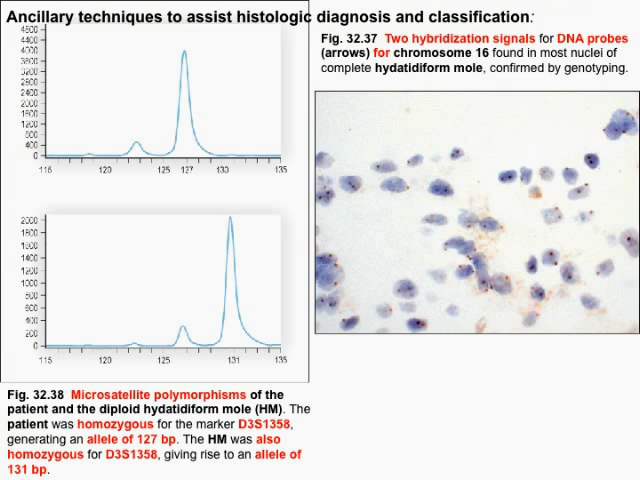 Ancillary techniques to assist histologic diagnosis and classification:
Fig. 32.37 Two hybridization signals for DNA probes
(arrows) for chromosome 16 found in most nuclei of
complete hydatidiform mole, confirmed by genotyping.
4800
4400
3600
3200
2800
2400
2000
1600
1200
800
400
0
115 120 125 127 130 135
2000
1800
1600
1400
1200
1000
800
600
400
200
0
115 120 125 131 135
Fig. 32.38 Microsatellite polymorphisms of the
patient and the diploid hydatidiform mole (HM). The
patient was homozygous for the marker D3S1358,
generating an allele of 127 bp. The HM was also
homozygous for D3S1358, giving rise to an allele of
131 bp.